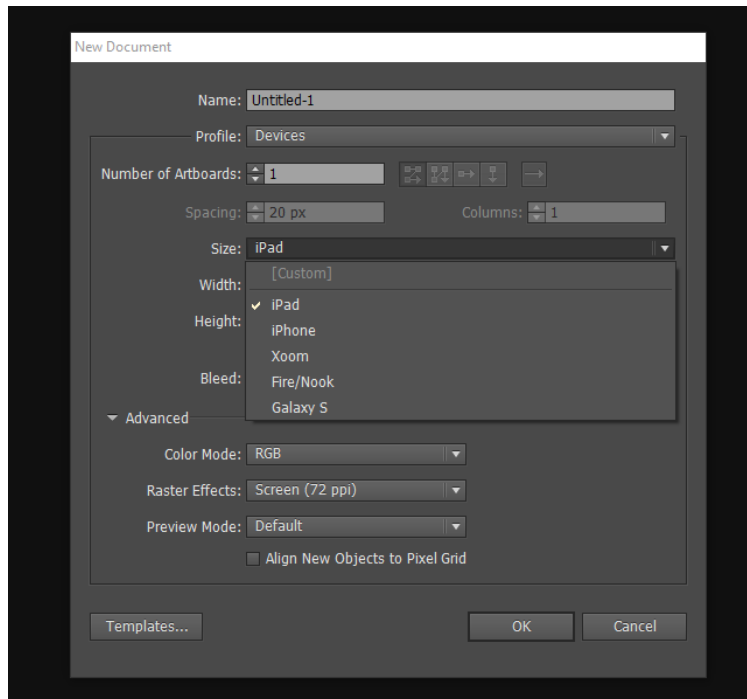 New Document
Name: Untitled-1
Profile: Devices
Number of Artboards: 1
Spacing: 20 px Columns: 1
Size: iPad
[Custom]
Width:
iPad
Height:
iPhone
Xoom
Bleed:
Fire/Nook
Galaxy S
Advanced
Color Mode: RGB
Raster Effects: Screen (72 ppi)
Preview Mode: Default
Align New Objects to Pixel Grid
Templates... OK Cancel